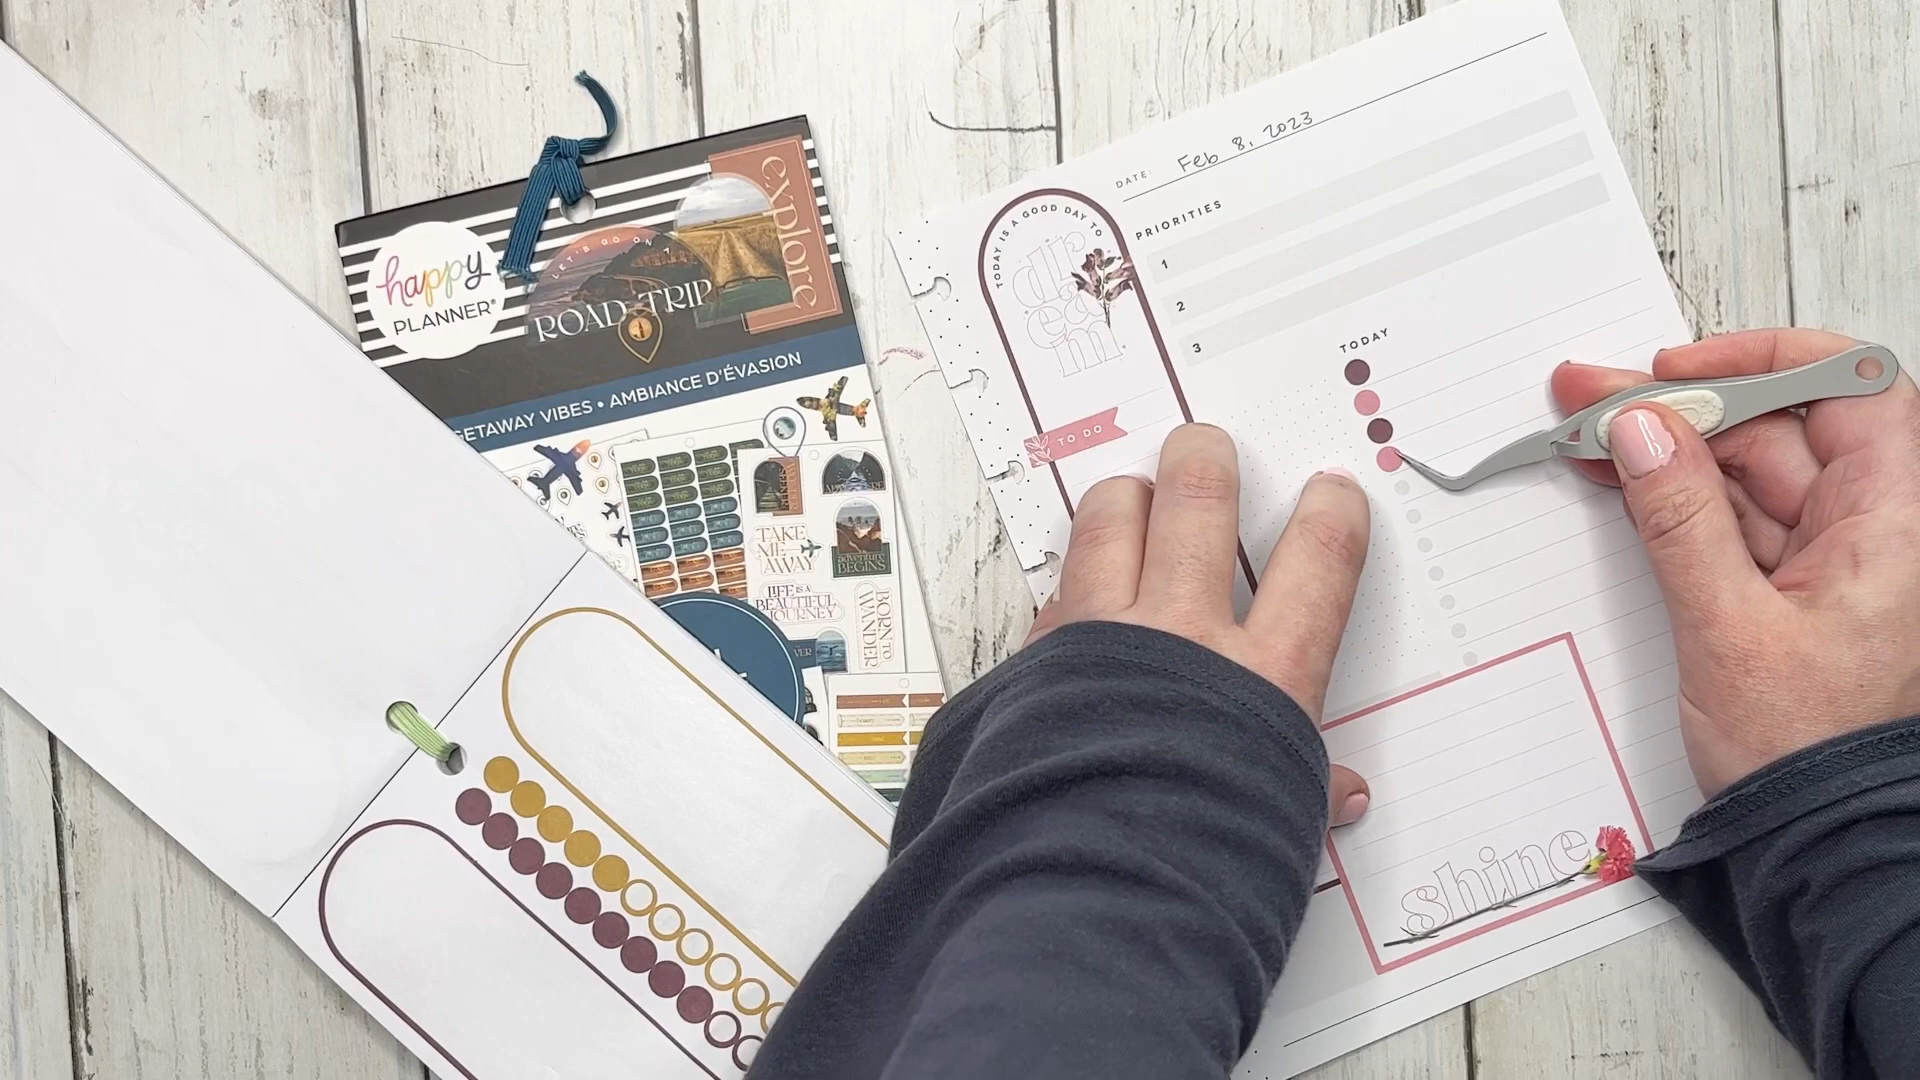 happy
PLANNER®
LET'S GO ON A
ROAD TRIP
explore
GETAWAY VIBES • AMBIANCE D'ÉVASION
TAKE
ME
AWAY
adventure
BEGINS
LIFE IS A
BEAUTIFUL
JOURNEY
BORN TO
WANDER
DATE: Feb 8, 2023
TODAY IS A GOOD DAY TO
dream
PRIORITIES
1
2
3
TODAY
TO DO
shine